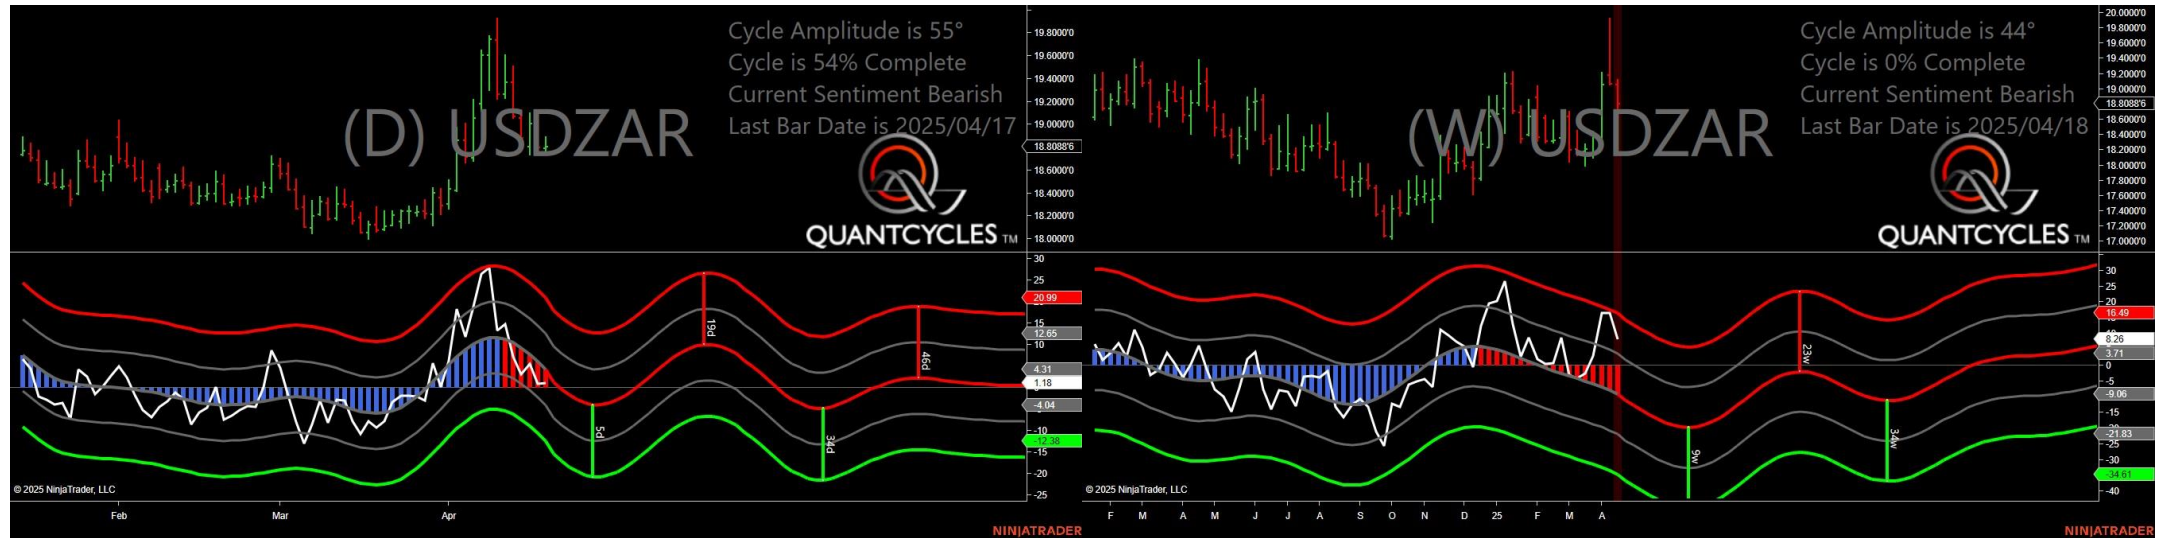 Cycle Amplitude is 55°
Cycle is 54% Complete
Current Sentiment Bearish
Last Bar Date is 2025/04/17
(D) USDZAR
QUANTCYCLES TM
19.8000'0
19.6000'0
19.4000'0
19.2000'0
19.0000'0
18.8088'6
18.6000'0
18.4000'0
18.2000'0
18.0000'0
30
25
20.99
15
12.65
10
4.31
1.18
-4.04
-10
-12.38
-15
-20
-25
5d
19d
34d
46d
© 2025 NinjaTrader, LLC
Feb Mar Apr
NINJATRADER
Cycle Amplitude is 44°
Cycle is 0% Complete
Current Sentiment Bearish
Last Bar Date is 2025/04/18
(W) USDZAR
QUANTCYCLES TM
20.0000'0
19.8000'0
19.6000'0
19.4000'0
19.2000'0
19.0000'0
18.8088'6
18.6000'0
18.4000'0
18.2000'0
18.0000'0
17.8000'0
17.6000'0
17.4000'0
17.2000'0
17.0000'0
30
25
20
16.49
8.26
3.71
0
-5
-9.06
-15
-21.83
-25
-30
-34.61
-40
9w
23w
34w
© 2025 NinjaTrader, LLC
F M A M J J A S O N D 25 F M A
NINJATRADER